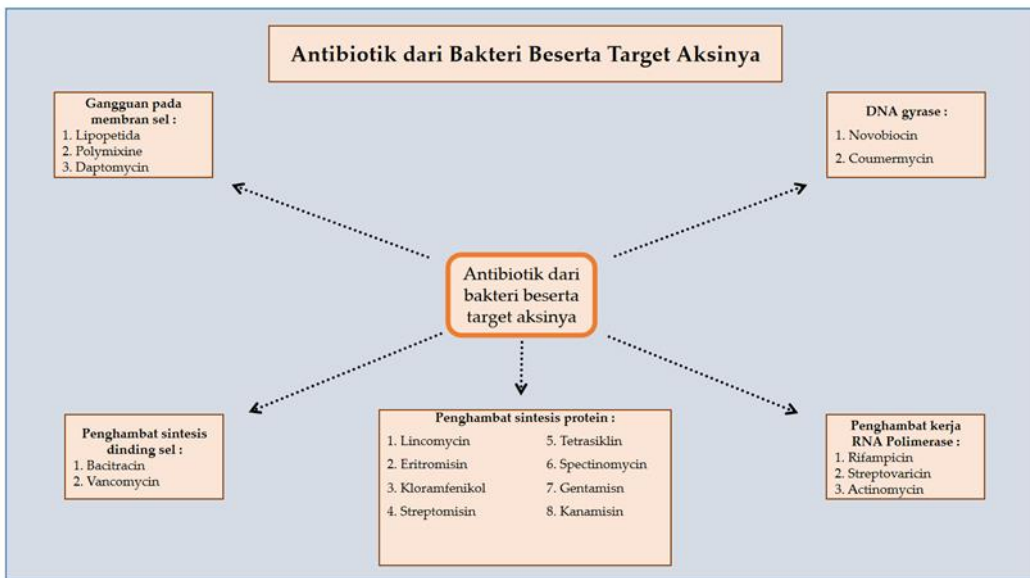 Antibiotik dari Bakteri Beserta Target Aksinya
Gangguan pada
membran sel :
1. Lipopetida
2. Polymixine
3. Daptomycin
DNA gyrase :
1. Novobiocin
2. Coumermycin
Antibiotik dari
bakteri beserta
target aksinya
Penghambat sintesis
dinding sel :
1. Bacitracin
2. Vancomycin
Penghambat sintesis protein :
1. Lincomycin
2. Eritromisin
3. Kloramfenikol
4. Streptomisin
5. Tetrasiklin
6. Spectinomycin
7. Gentamisn
8. Kanamisin
Penghambat kerja
RNA Polimerase :
1. Rifampicin
2. Streptovaricin
3. Actinomycin